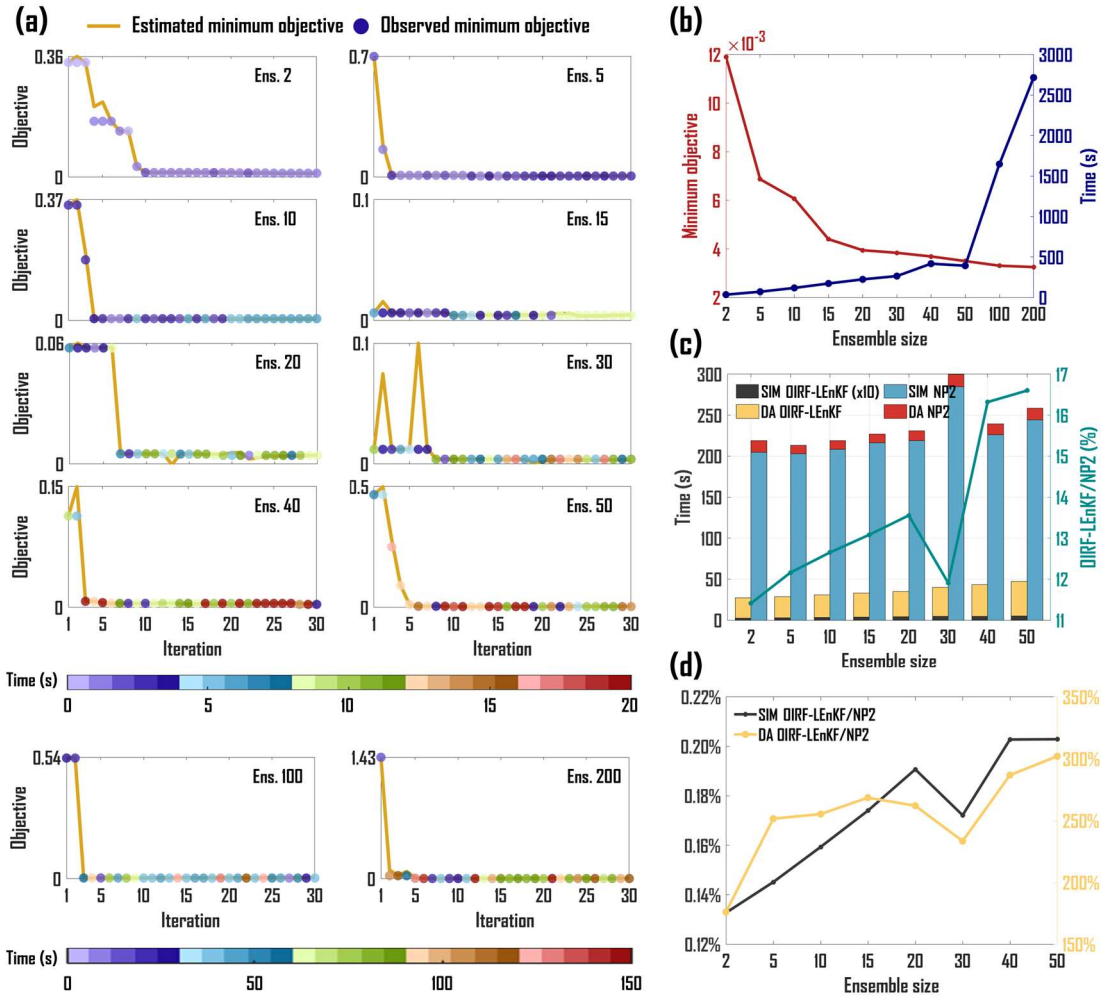 (a)
Estimated minimum objective
Observed minimum objective
0.36
Ens. 2
Objective
0
0.7
Ens. 5
0
0.37
Ens. 10
Objective
0
0.1
Ens. 15
0
0.06
Ens. 20
Objective
0
0.1
Ens. 30
0
0.15
Ens. 40
Objective
0
1 5 10 15 20 25 30
Iteration
0.5
Ens. 50
0
1 5 10 15 20 25 30
Iteration
Time (s)
0 5 10 15 20
0.54
Ens. 100
Objective
0
1 5 10 15 20 25 30
Iteration
1.43
Ens. 200
0
1 5 10 15 20 25 30
Iteration
Time (s)
0 50 100 150
(b)
×10-3
12
10
8
6
4
2
Minimum objective
3000
2500
2000
1500
1000
500
0
Time (s)
2 5 10 15 20 30 40 50 100 200
Ensemble size
(c)
SIM OIRF-LEnKF (x10)
SIM NP2
DA OIRF-LEnKF
DA NP2
300
250
200
150
100
50
0
Time (s)
17
16
15
14
13
12
11
OIRF-LEnKF/NP2 (%)
2 5 10 15 20 30 40 50
Ensemble size
(d)
SIM OIRF-LEnKF/NP2
DA OIRF-LEnKF/NP2
0.22%
0.20%
0.18%
0.16%
0.14%
0.12%
350%
300%
250%
200%
150%
2 5 10 15 20 30 40 50
Ensemble size